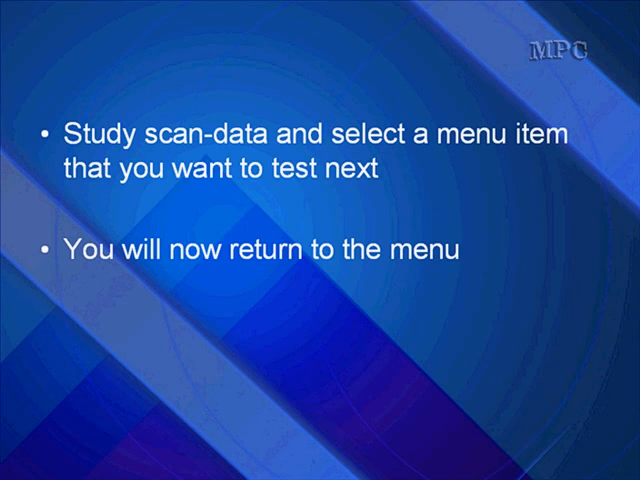 MPC
• Study scan-data and select a menu item
that you want to test next
• You will now return to the menu